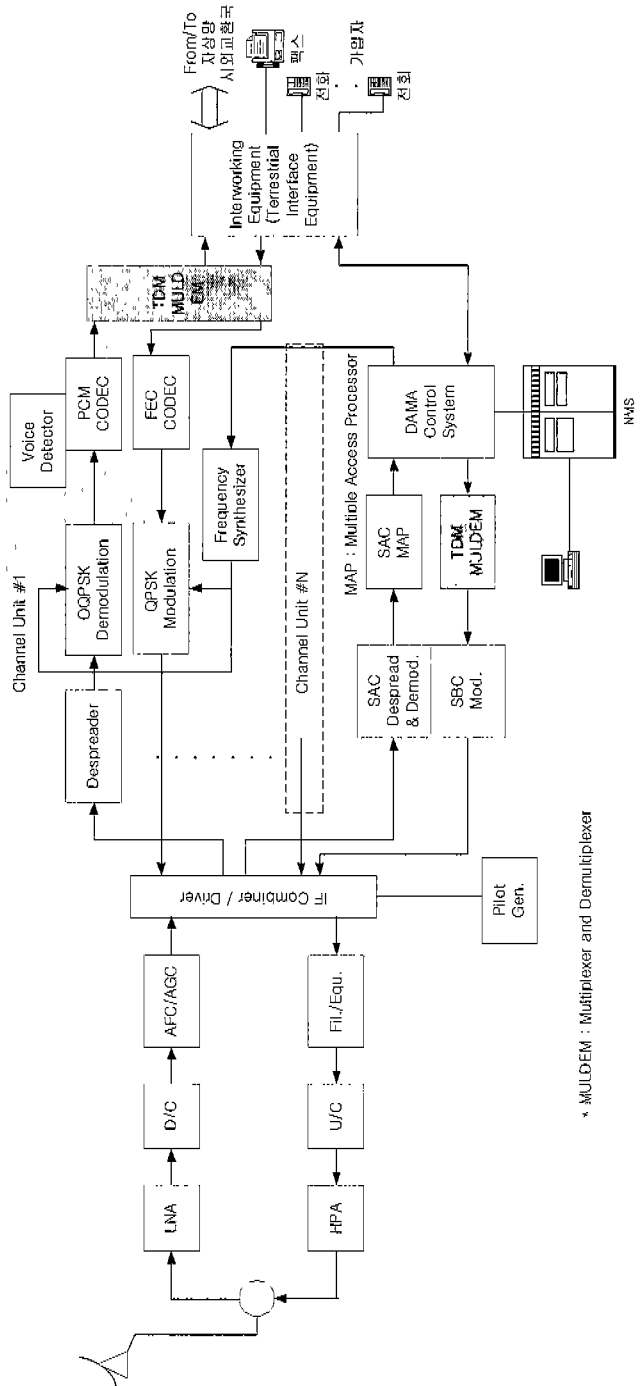 From/To
지상망
시외교환국
팩스
전화
가입자
전화
Interworking
Equipment
(Terrestrial
Interface
Equipment)
TDM
MULD
EM
Voice
Detector
PCM
CODEC
FEC
CODEC
Channel Unit #1
OQPSK
Demodulation
QPSK
Modulation
Frequency
Synthesizer
Despreader
Channel Unit #N
MAP : Multiple Access Processor
DAMA
Control
System
SAC
MAP
TDM
MULDEM
SAC
Despread
& Demod.
SBC
Mod.
NMS
IF Combiner / Driver
Pilot
Gen.
AFC/AGC
D/C
LNA
Fil./Equ.
U/C
HPA
* MULDEM : Multiplexer and Demultiplexer